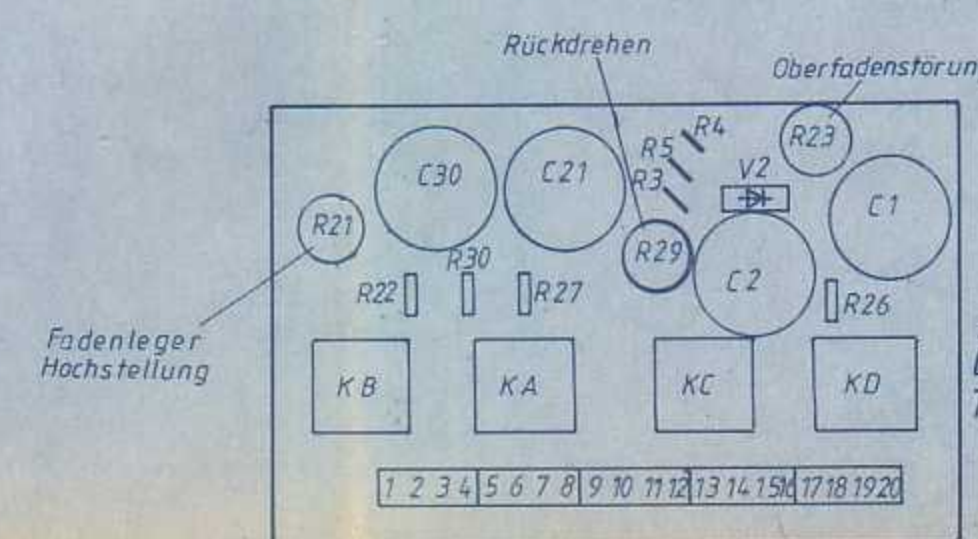 Rückdrehen
Oberfadenstörun
R4
R23
R5
V2
C30
C21
R3
C1
R21
R29
R30
C2
R22
R27
R26
Fadenleger
Hochstellung
KB
KA
KC
KD
1 2 3 4 5 6 7 8 9 10 11 12 13 14 15 16 17 18 19 20